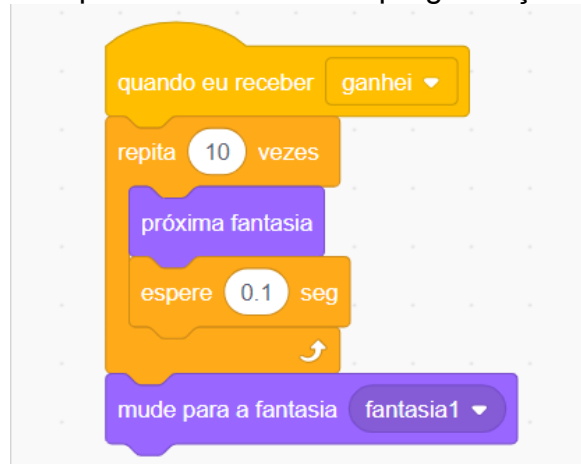 quando eu receber ganhei
repita 10 vezes
próxima fantasia
espere 0.1 seg
mude para a fantasia fantasia1